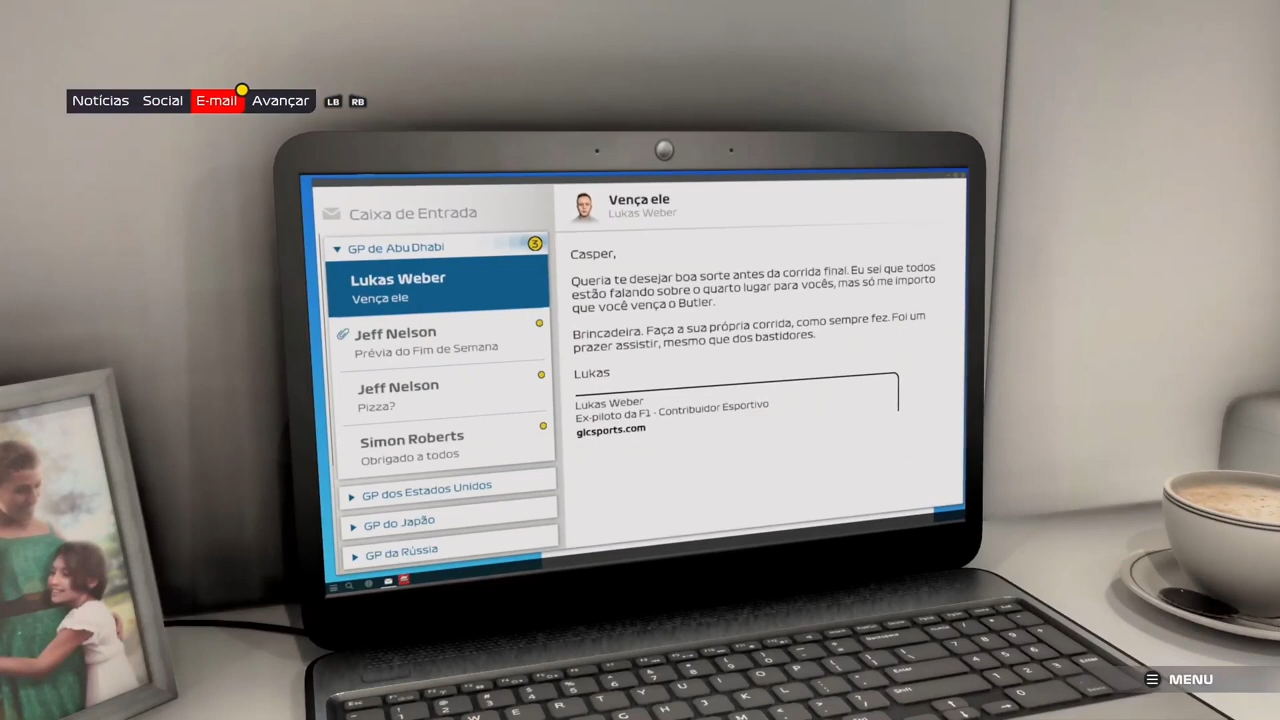 Notícias Social E-mail Avançar LB RB
Caixa de Entrada
GP de Abu Dhabi 3
Lukas Weber
Vença ele
Jeff Nelson
Prévia do Fim de Semana
Jeff Nelson
Pizza?
Simon Roberts
Obrigado a todos
GP dos Estados Unidos
GP do Japão
GP da Rússia
Vença ele
Lukas Weber
Casper,
Queria te desejar boa sorte antes da corrida final. Eu sei que todos
estão falando sobre o quarto lugar para vocês, mas só me importo
que você vença o Butler.
Brincadeira. Faça a sua própria corrida, como sempre fez. Foi um
prazer assistir, mesmo que dos bastidores.
Lukas
Lukas Weber
Ex-piloto da F1 - Contribuidor Esportivo
glcsports.com
MENU